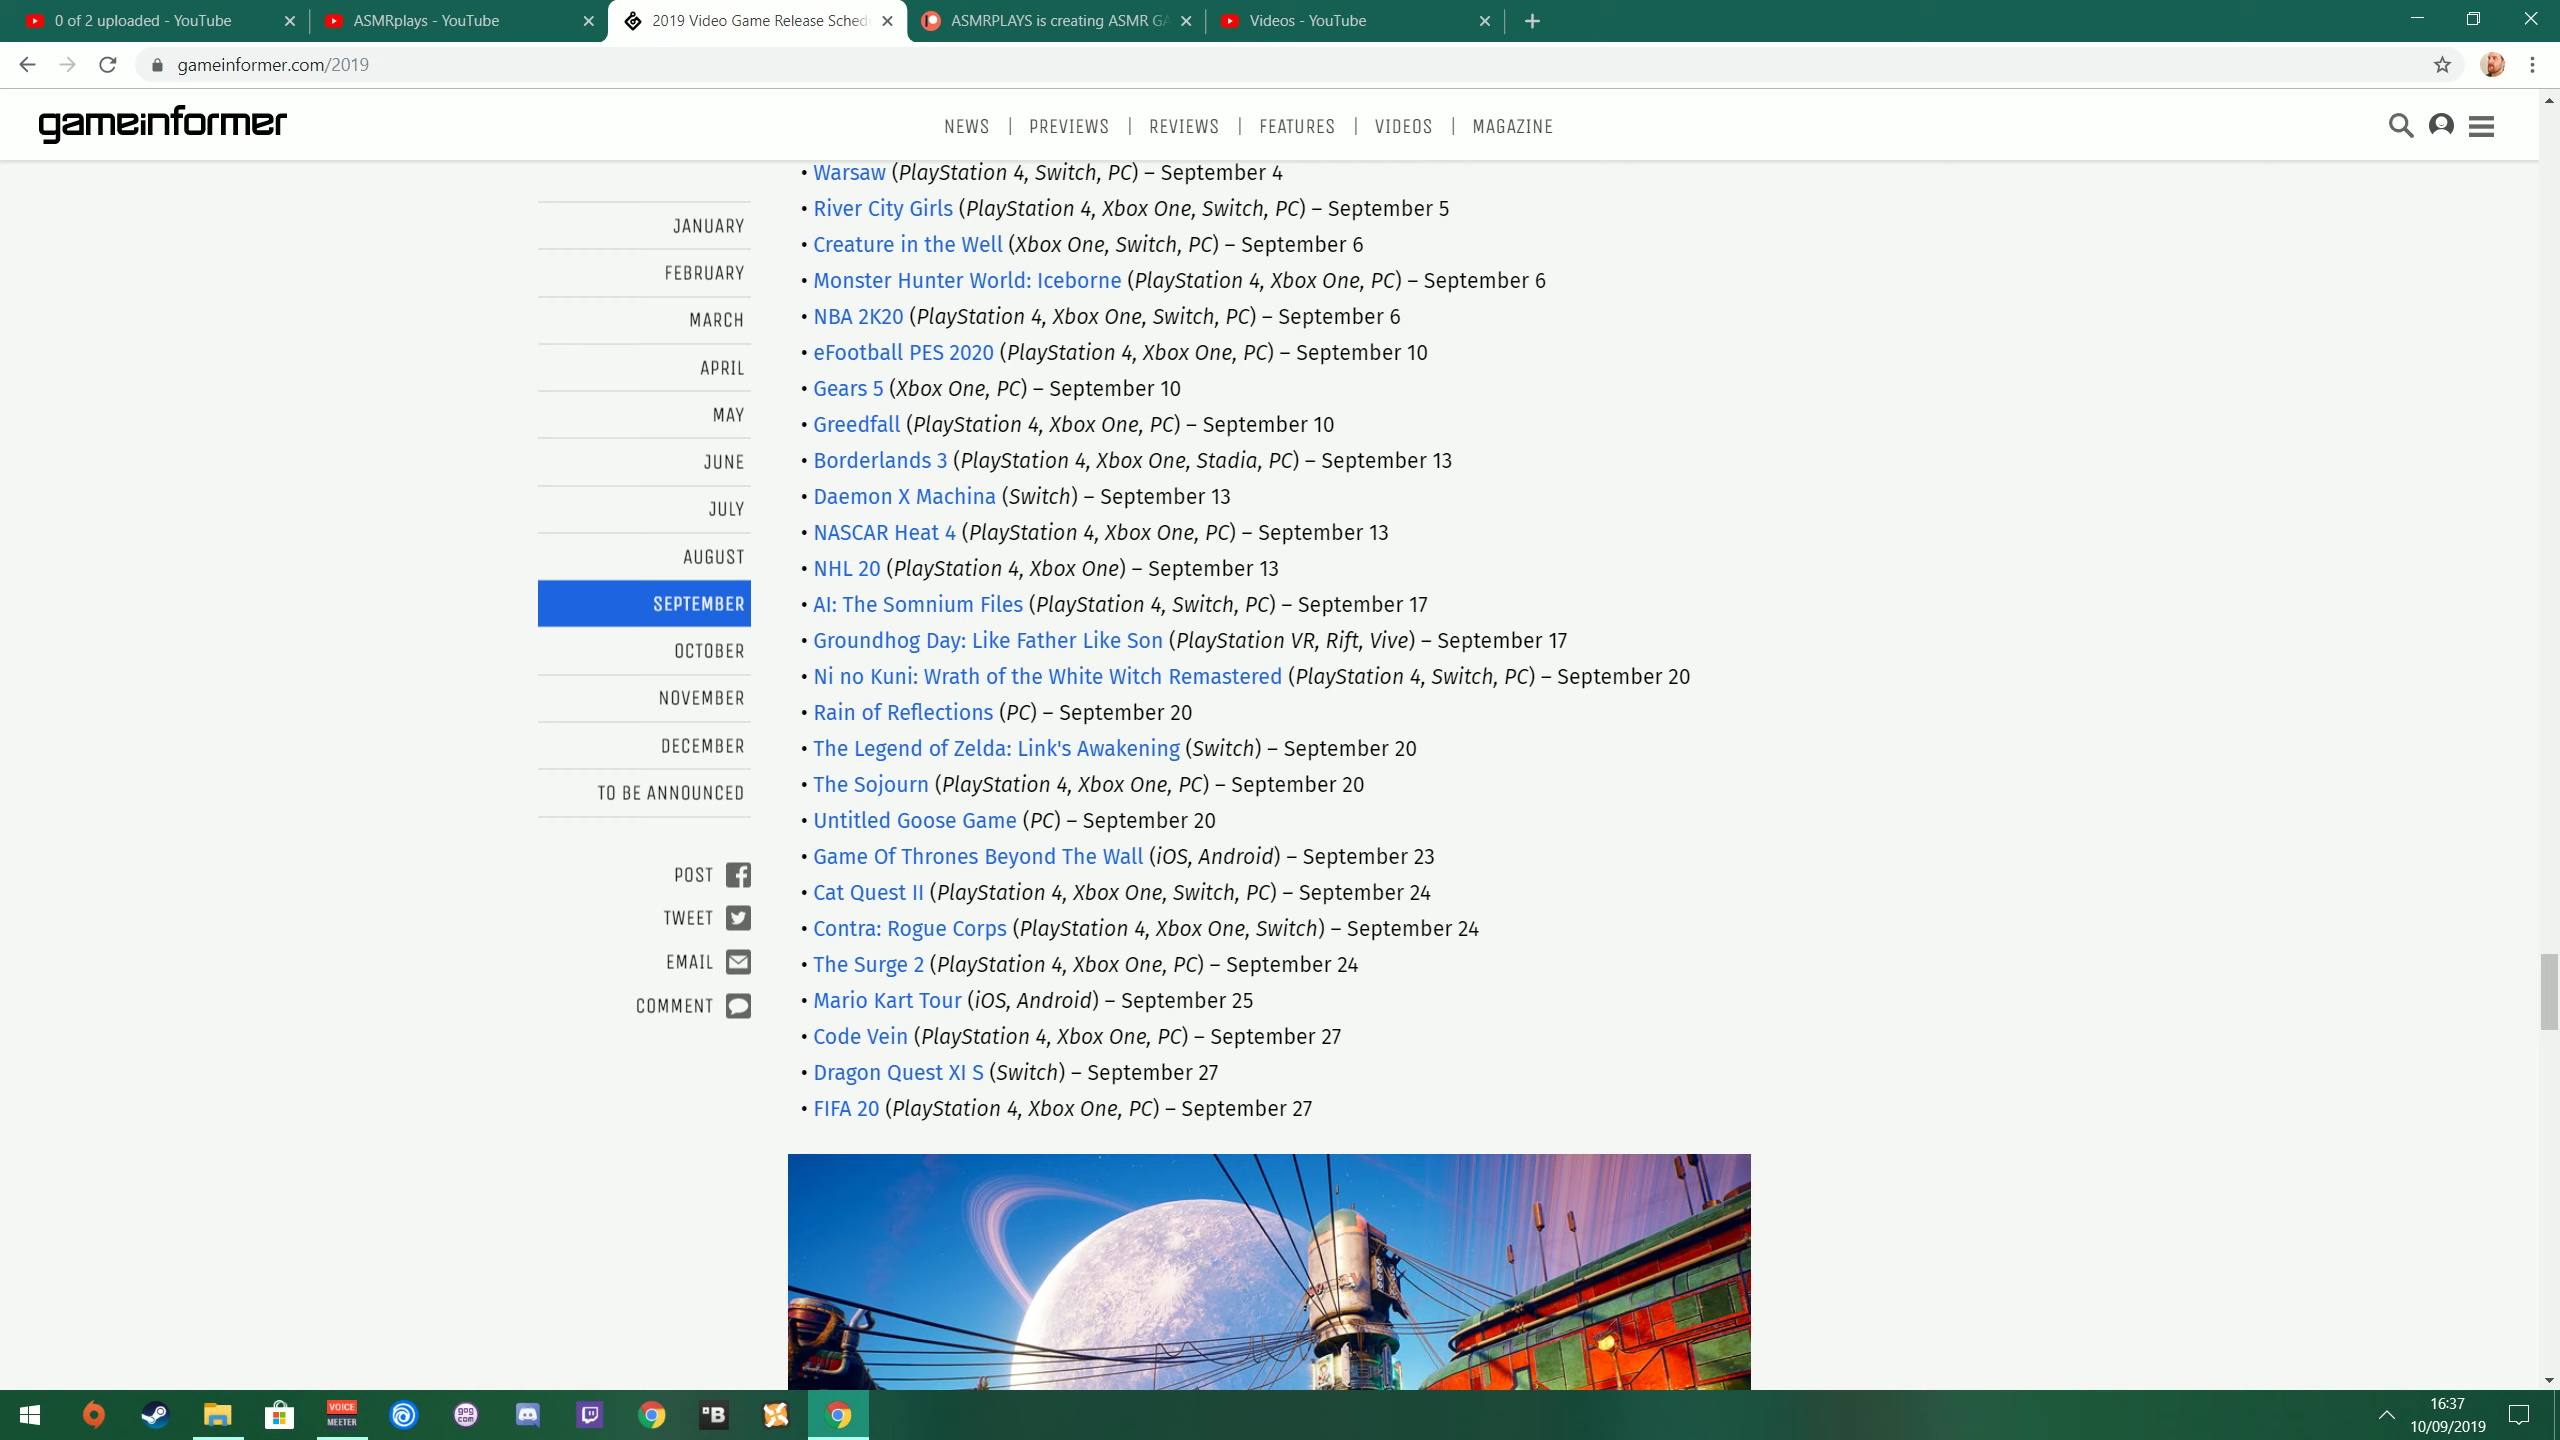 0 of 2 uploaded - YouTube
ASMRplays - YouTube
2019 Video Game Release Sched
ASMRPLAYS is creating ASMR GA
Videos - YouTube
gameinformer.com/2019
gameinformer
NEWS | PREVIEWS | REVIEWS | FEATURES | VIDEOS | MAGAZINE
JANUARY
FEBRUARY
MARCH
APRIL
MAY
JUNE
JULY
AUGUST
SEPTEMBER
OCTOBER
NOVEMBER
DECEMBER
TO BE ANNOUNCED
POST
TWEET
EMAIL
COMMENT
• Warsaw (PlayStation 4, Switch, PC) – September 4
• River City Girls (PlayStation 4, Xbox One, Switch, PC) – September 5
• Creature in the Well (Xbox One, Switch, PC) – September 6
• Monster Hunter World: Iceborne (PlayStation 4, Xbox One, PC) – September 6
• NBA 2K20 (PlayStation 4, Xbox One, Switch, PC) – September 6
• eFootball PES 2020 (PlayStation 4, Xbox One, PC) – September 10
• Gears 5 (Xbox One, PC) – September 10
• Greedfall (PlayStation 4, Xbox One, PC) – September 10
• Borderlands 3 (PlayStation 4, Xbox One, Stadia, PC) – September 13
• Daemon X Machina (Switch) – September 13
• NASCAR Heat 4 (PlayStation 4, Xbox One, PC) – September 13
• NHL 20 (PlayStation 4, Xbox One) – September 13
• AI: The Somnium Files (PlayStation 4, Switch, PC) – September 17
• Groundhog Day: Like Father Like Son (PlayStation VR, Rift, Vive) – September 17
• Ni no Kuni: Wrath of the White Witch Remastered (PlayStation 4, Switch, PC) – September 20
• Rain of Reflections (PC) – September 20
• The Legend of Zelda: Link's Awakening (Switch) – September 20
• The Sojourn (PlayStation 4, Xbox One, PC) – September 20
• Untitled Goose Game (PC) – September 20
• Game Of Thrones Beyond The Wall (iOS, Android) – September 23
• Cat Quest II (PlayStation 4, Xbox One, Switch, PC) – September 24
• Contra: Rogue Corps (PlayStation 4, Xbox One, Switch) – September 24
• The Surge 2 (PlayStation 4, Xbox One, PC) – September 24
• Mario Kart Tour (iOS, Android) – September 25
• Code Vein (PlayStation 4, Xbox One, PC) – September 27
• Dragon Quest XI S (Switch) – September 27
• FIFA 20 (PlayStation 4, Xbox One, PC) – September 27
VOICE
MEETER
gog
com
B
16:37
10/09/2019